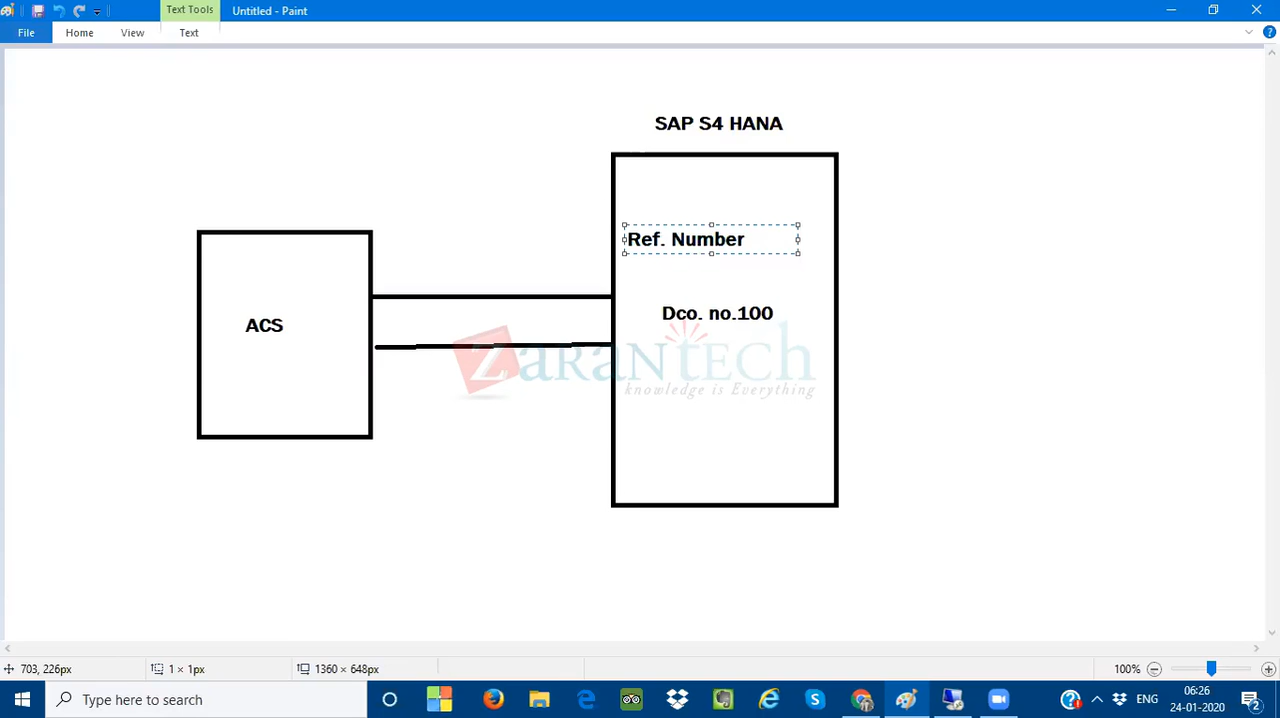 Text Tools
Untitled - Paint
File
Home
View
Text
SAP S4 HANA
Ref. Number
Dco. no.100
ACS
ZARANTECH
knowledge is Everything
703, 226px
1 × 1px
1360 × 648px
100%
Type here to search
ENG
06:26
24-01-2020
2